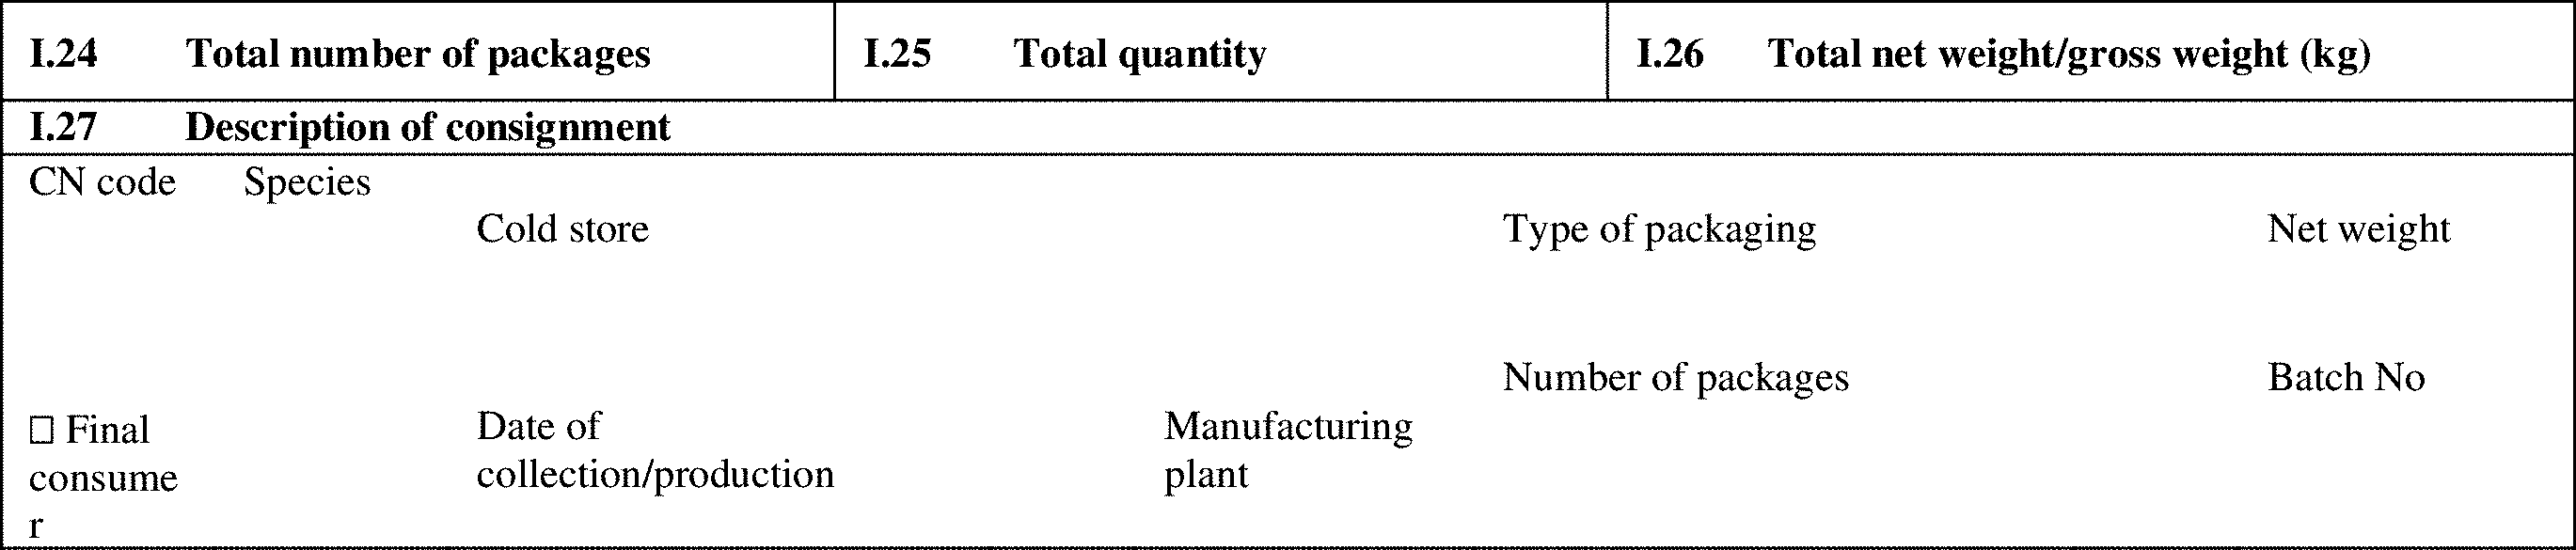 I.24 Total number of packages I.25 Total quantity I.26 Total net weight/gross weight (kg)
I.27 Description of consignment
CN code Species
Cold store Type of packaging Net weight
Number of packages Batch No
□ Final Date of Manufacturing
consume collection/production plant
r